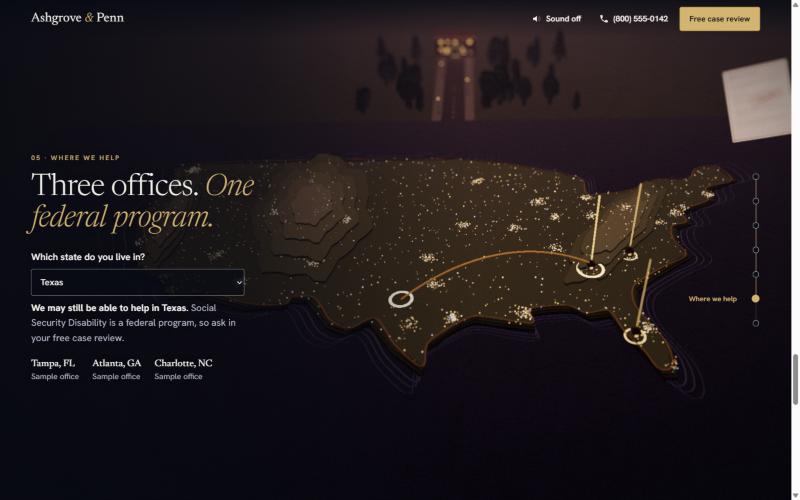 Ashgrove & Penn
Sound off
(800) 555-0142
Free case review
05 · WHERE WE HELP
Three offices. One
federal program.
Which state do you live in?
Texas
We may still be able to help in Texas. Social
Security Disability is a federal program, so ask in
your free case review.
Tampa, FL
Sample office
Atlanta, GA
Sample office
Charlotte, NC
Sample office
Where we help